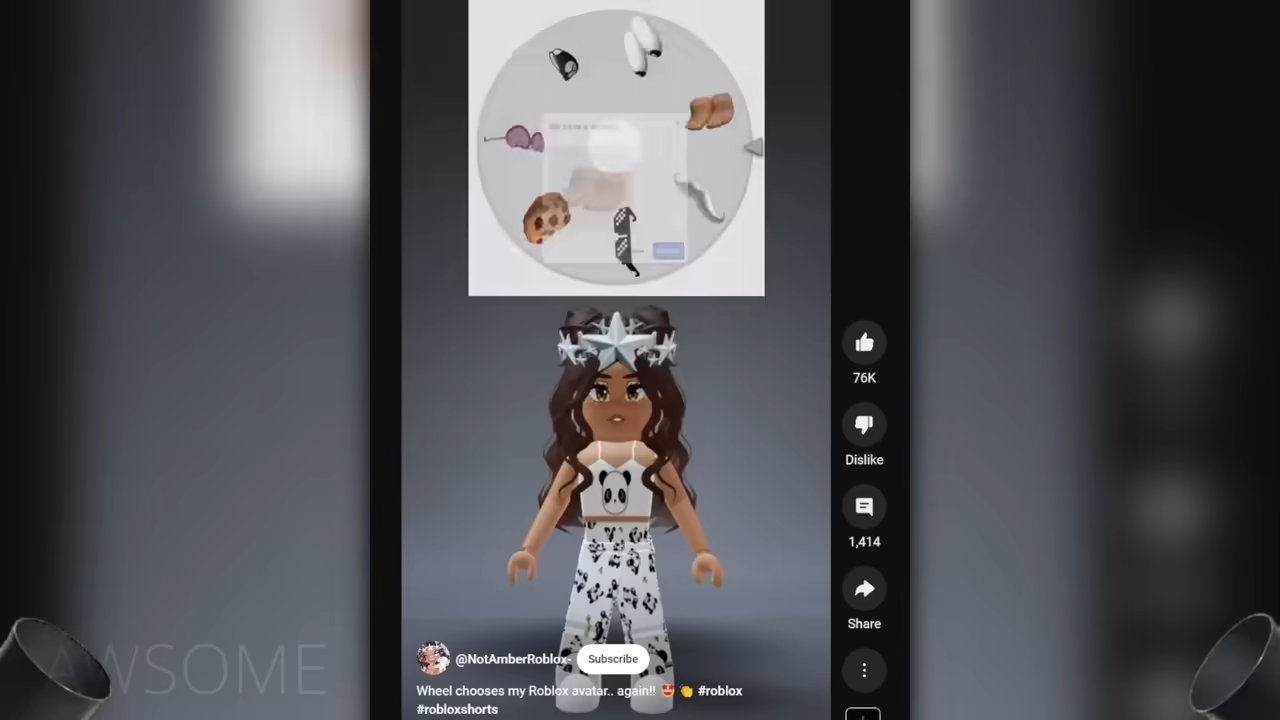 76K
Dislike
1,414
Share
AWSOME
@NotAmberRoblox-
Subscribe
Wheel chooses my Roblox avatar.. again!! 🤩 👏 #roblox
#robloxshorts